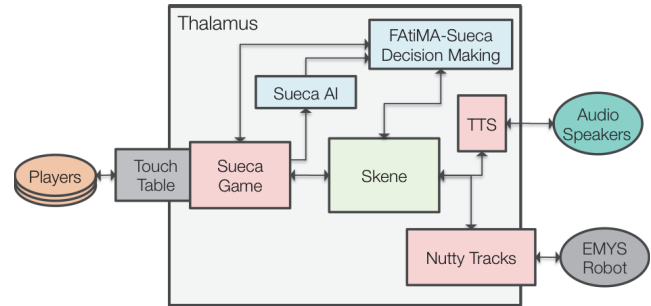 Thalamus
FAtiMA-Sueca
Decision Making
Sueca AI
TTS
Audio
Speakers
Players
Touch
Table
Sueca
Game
Skene
Nutty Tracks
EMYS
Robot